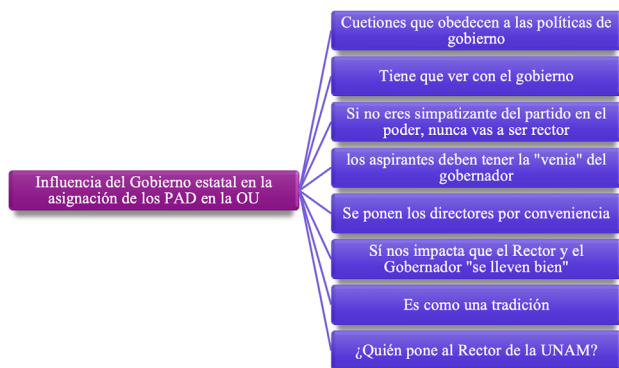 Influencia del Gobierno estatal en la
asignación de los PAD en la OU
Cuetiones que obedecen a las políticas de
gobierno
Tiene que ver con el gobierno
Si no eres simpatizante del partido en el
poder, nunca vas a ser rector
los aspirantes deben tener la "venia" del
gobernador
Se ponen los directores por conveniencia
Sí nos impacta que el Rector y el
Gobernador "se lleven bien"
Es como una tradición
¿Quién pone al Rector de la UNAM?